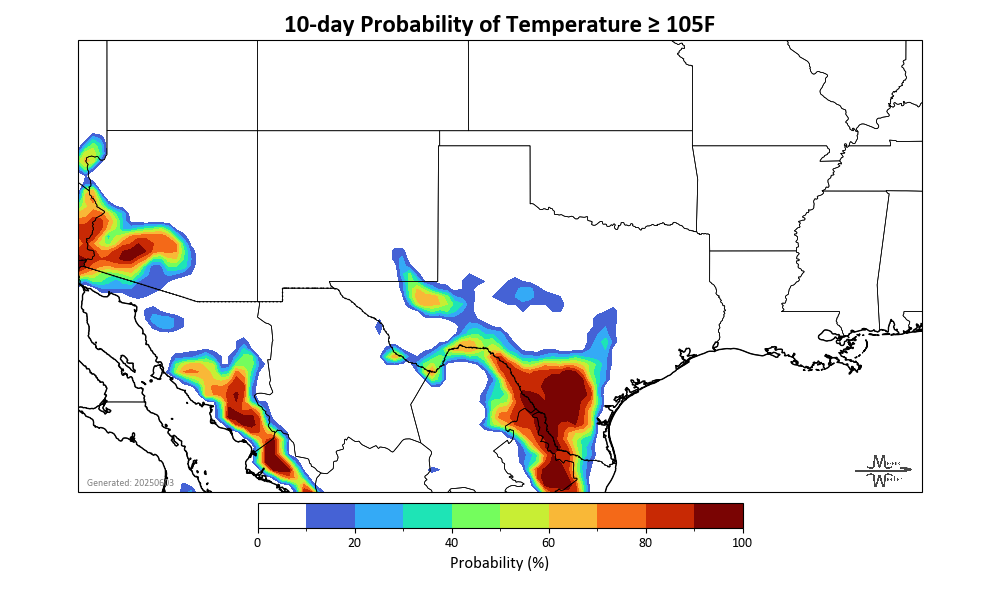 10-day Probability of Temperature ≥ 105F
Generated: 20250603
0 20 40 60 80 100
Probability (%)